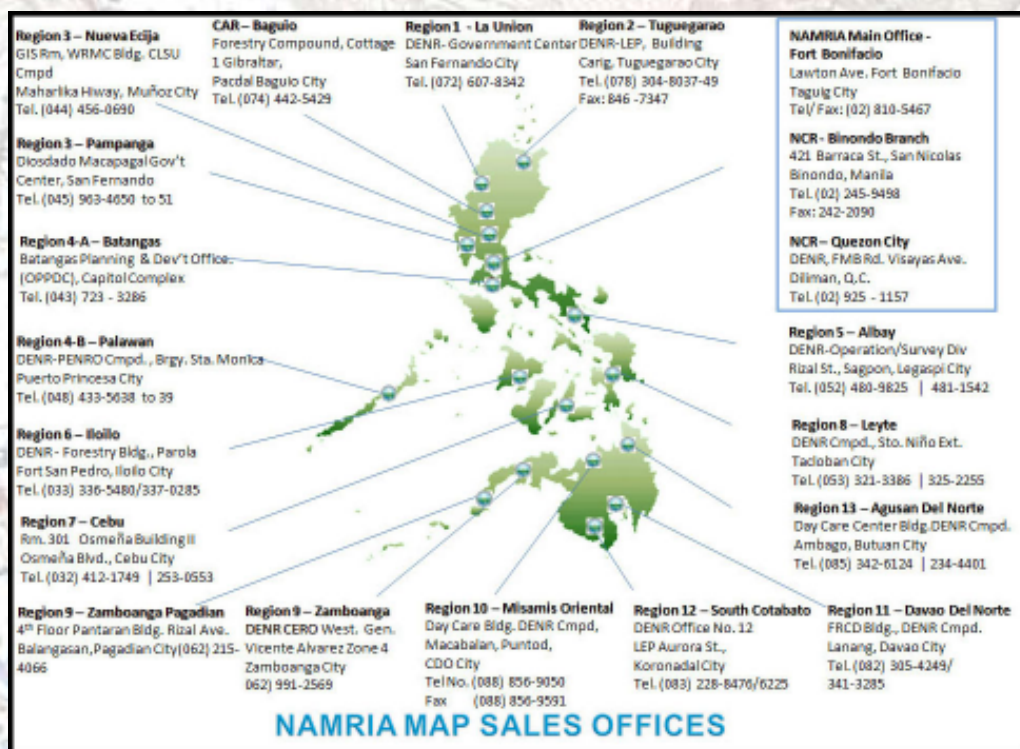 Region 3 – Nueva Ecija
GIS Rm, WRMC Bldg. CLSU
Cmpd
Maharlika Hiway, Muñoz City
Tel. (044) 456-0690
CAR – Baguio
Forestry Compound, Cottage
1 Gibraltar,
Pacdal Baguio City
Tel. (074) 442-5429
Region 1 - La Union
DENR- Government Center
San Fernando City
Tel. (072) 607-8342
Region 2 – Tuguegarao
DENR-LEP, Building
Carig, Tuguegarao City
Tel. (078) 304-8037-49
Fax: 846 -7347
NAMRIA Main Office -
Fort Bonifacio
Lawton Ave. Fort Bonifacio
Taguig City
Tel/ Fax: (02) 810-5467
NCR - Binondo Branch
421 Barraca St., San Nicolas
Binondo, Manila
Tel. (02) 245-9498
Fax: 242-2090
NCR – Quezon City
DENR, FMB Rd. Visayas Ave.
Diliman, Q.C.
Tel. (02) 925 - 1157
Region 3 – Pampanga
Diosdado Macapagal Gov't
Center, San Fernando
Tel. (045) 963-4650 to 51
Region 4-A – Batangas
Batangas Planning & Dev't Office.
(OPPDC), Capitol Complex
Tel. (043) 723 - 3286
Region 4-B – Palawan
DENR-PENRO Cmpd. , Brgy. Sta. Monica
Puerto Princesa City
Tel. (048) 433-5638 to 39
Region 5 – Albay
DENR-Operation/Survey Div
Rizal St., Sagpon, Legaspi City
Tel. (052) 480-9825 | 481-1542
Region 6 – Iloilo
DENR - Forestry Bldg., Parola
Fort San Pedro, Iloilo City
Tel. (033) 336-5480/337-0285
Region 8 – Leyte
DENR Cmpd., Sto. Niño Ext.
Tacloban City
Tel. (053) 321-3386 | 325-2255
Region 7 – Cebu
Rm. 301 Osmeña Building II
Osmeña Blvd., Cebu City
Tel. (032) 412-1749 | 253-0553
Region 13 – Agusan Del Norte
Day Care Center Bldg. DENR Cmpd.
Ambago, Butuan City
Tel. (085) 342-6124 | 234-4401
Region 9 – Zamboanga Pagadian
4th Floor Pantaran Bldg. Rizal Ave.
Balangasan, Pagadian City (062) 215-
4066
Region 9 – Zamboanga
DENR CERO West. Gen.
Vicente Alvarez Zone 4
Zamboanga City
062) 991-2569
Region 10 – Misamis Oriental
Day Care Bldg. DENR Cmpd,
Macabalan, Puntod,
CDO City
Tel No. (088) 856-9050
Fax (088) 856-9591
Region 12 – South Cotabato
DENR Office No. 12
LEP Aurora St.,
Koronadal City
Tel. (083) 228-8476/6225
Region 11 – Davao Del Norte
FRCD Bldg., DENR Cmpd.
Lanang, Davao City
Tel. (082) 305-4249/
341-3285
NAMRIA MAP SALES OFFICES